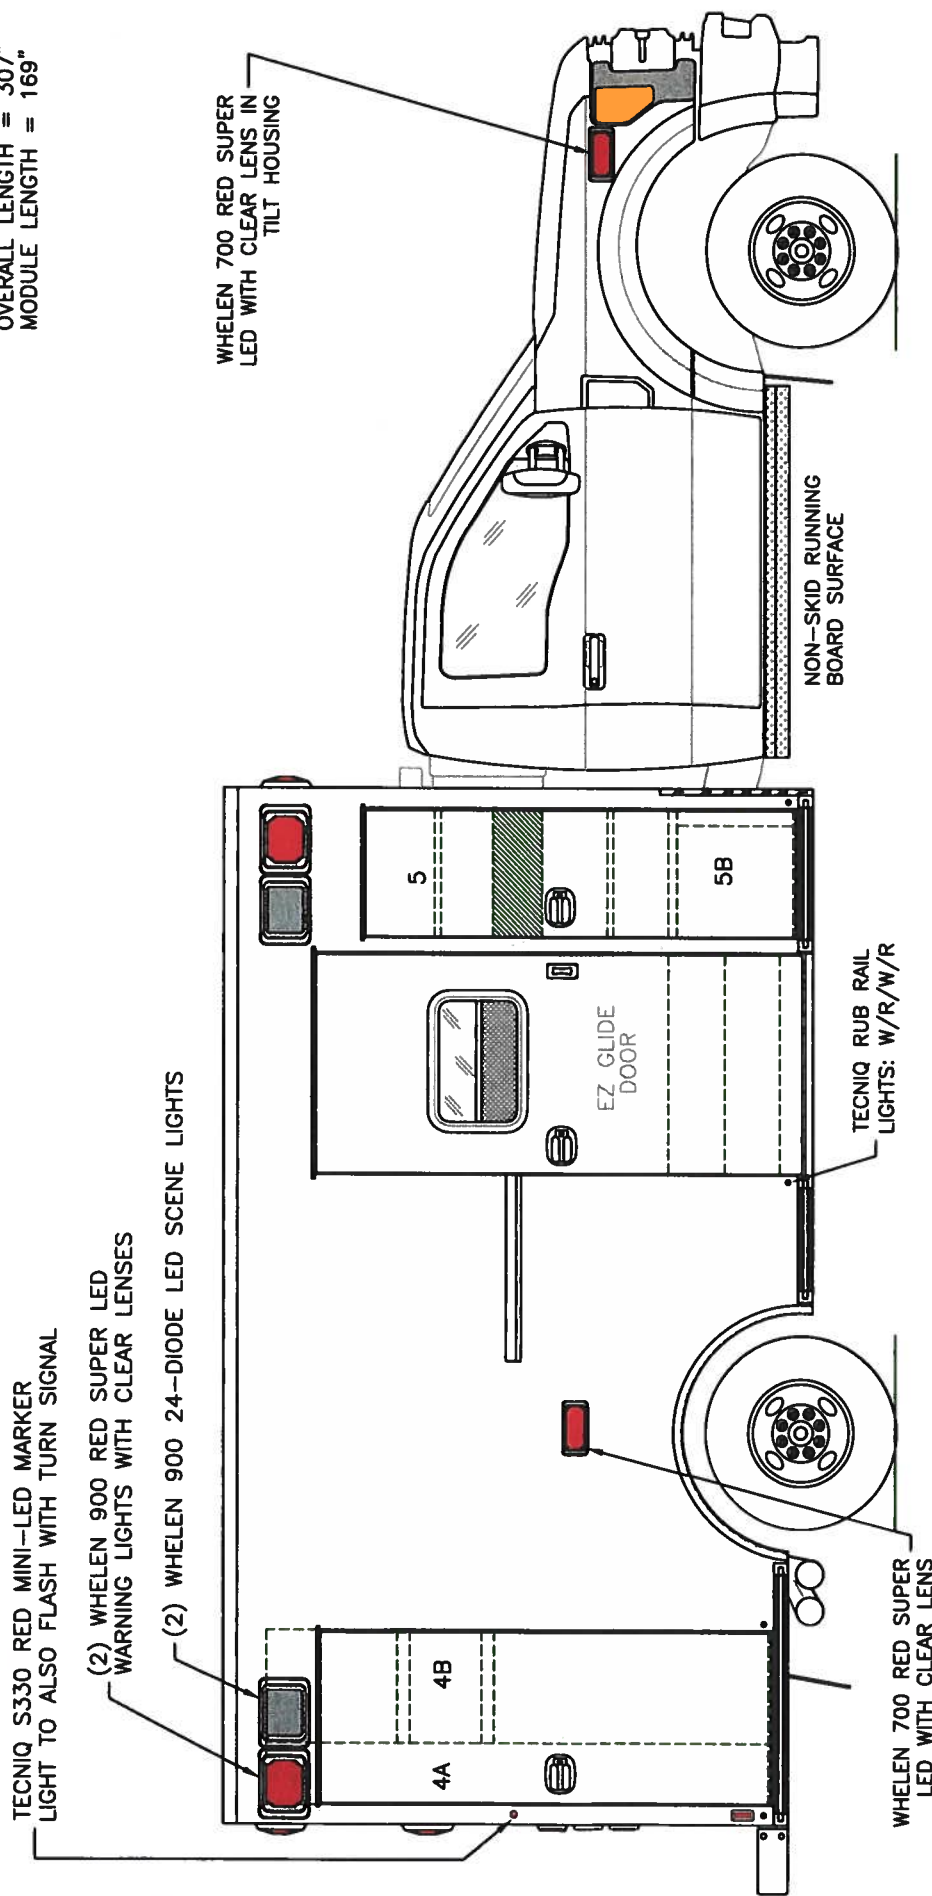 OVERALL LENGTH = 307"
MODULE LENGTH = 169"
TECNIQ S330 RED MINI-LED MARKER
LIGHT TO ALSO FLASH WITH TURN SIGNAL
(2) WHELEN 900 RED SUPER LED
WARNING LIGHTS WITH CLEAR LENSES
(2) WHELEN 900 24-DIODE LED SCENE LIGHTS
WHELEN 700 RED SUPER
LED WITH CLEAR LENS IN
TILT HOUSING
4A
4B
EZ GLIDE
DOOR
5
5B
NON-SKID RUNNING
BOARD SURFACE
TECNIQ RUB RAIL
LIGHTS: W/R/W/R
WHELEN 700 RED SUPER
LED WITH CLEAR LENS